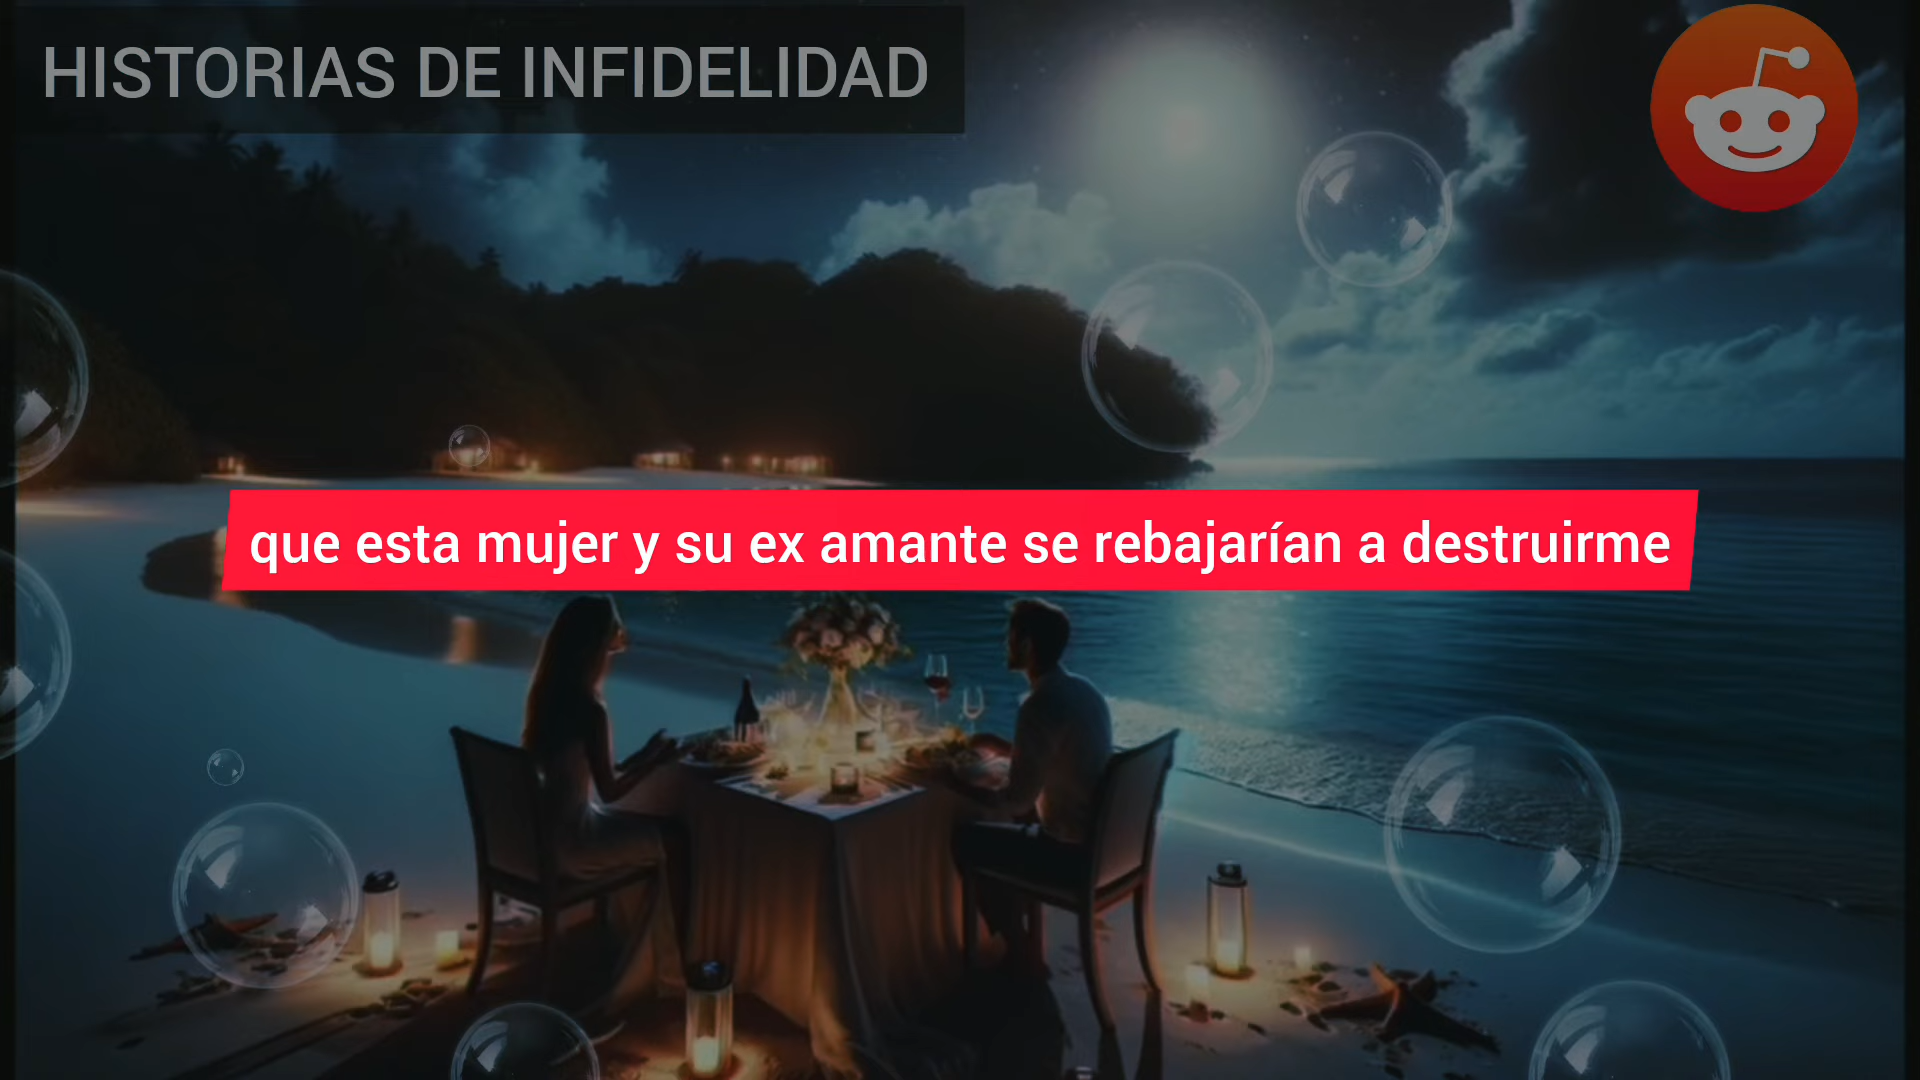 HISTORIAS DE INFIDELIDAD
que esta mujer y su ex amante se rebajarían a destruirme